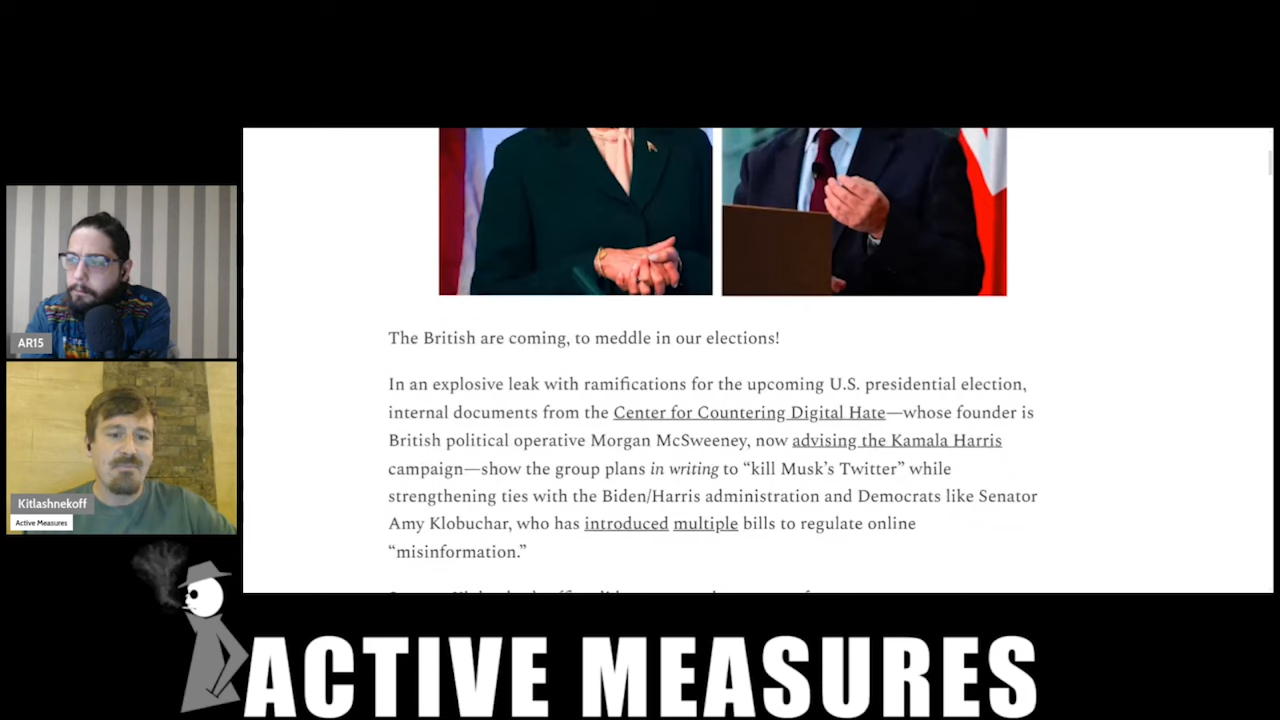 AR15
Kitlashnekoff
Active Measures
The British are coming, to meddle in our elections!
In an explosive leak with ramifications for the upcoming U.S. presidential election,
internal documents from the Center for Countering Digital Hate—whose founder is
British political operative Morgan McSweeney, now advising the Kamala Harris
campaign—show the group plans in writing to “kill Musk’s Twitter” while
strengthening ties with the Biden/Harris administration and Democrats like Senator
Amy Klobuchar, who has introduced multiple bills to regulate online
“misinformation.”
ACTIVE MEASURES